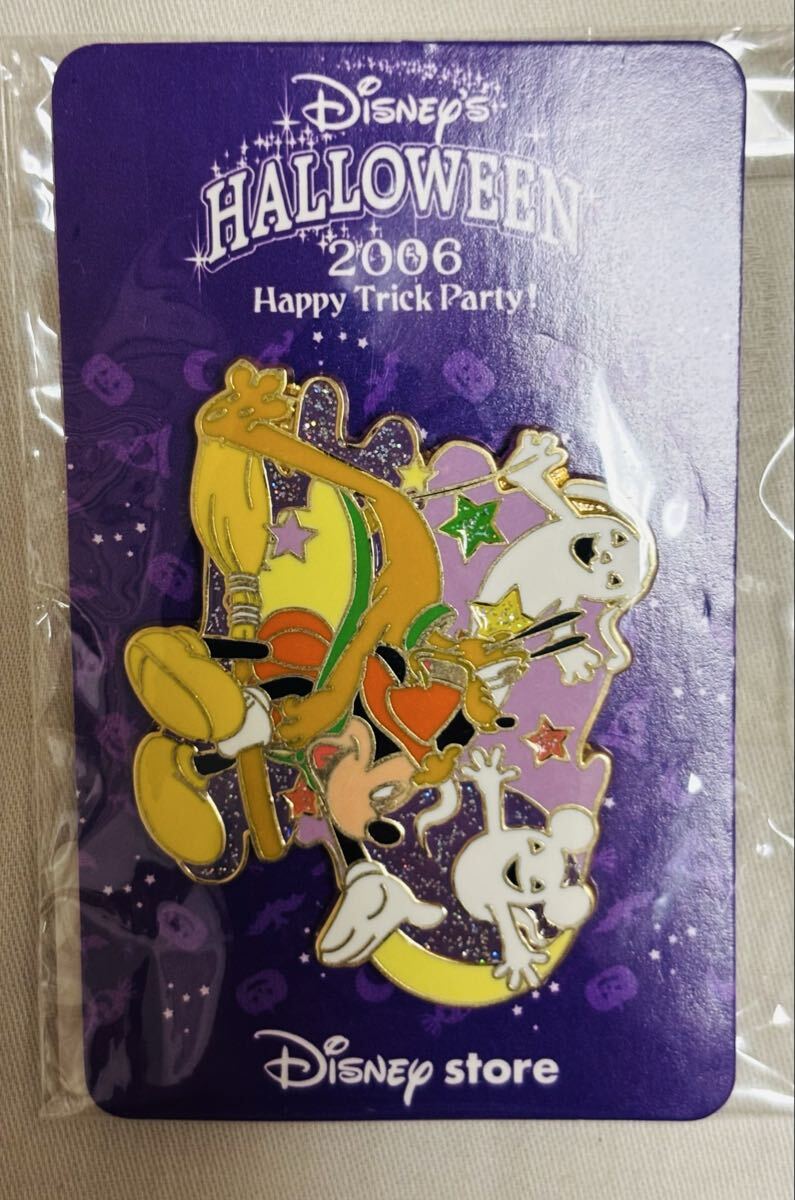 Disney's
HALLOWEEN
2006
Happy Trick Party!
Disney store